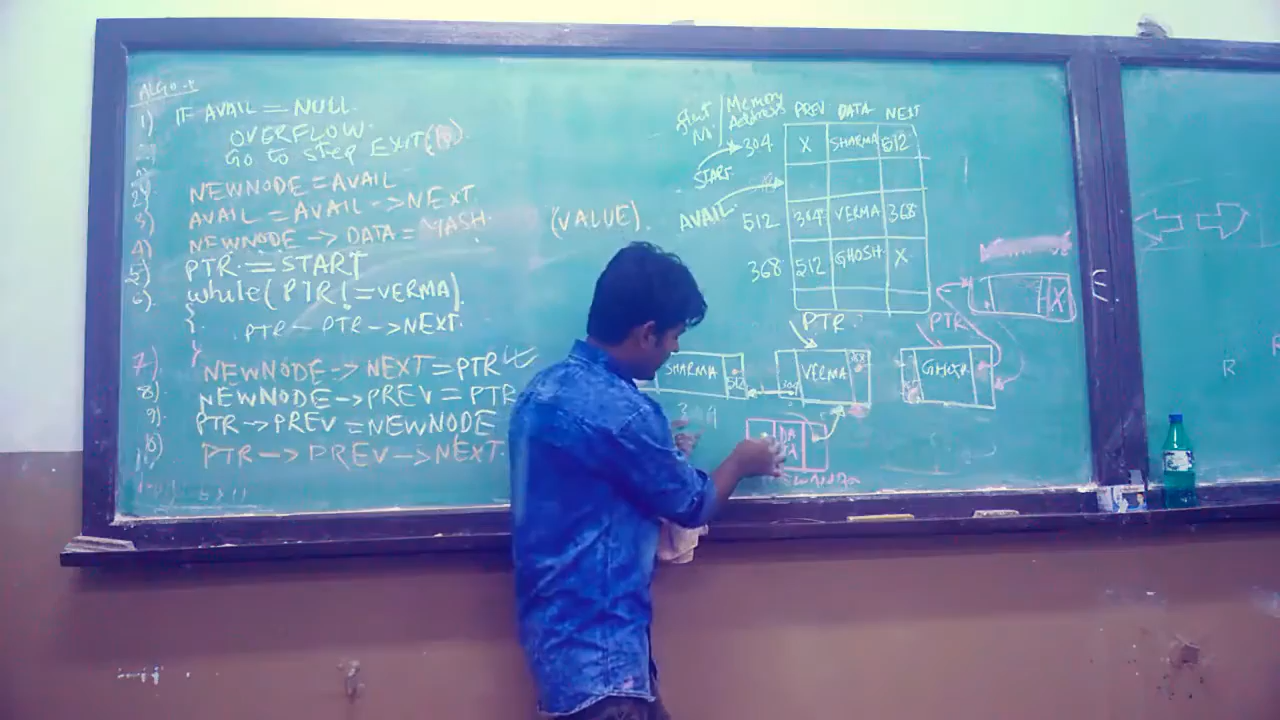 1) IF AVAIL = NULL.
OVERFLOW.
Go to step EXIT
2) NEWNODE = AVAIL
3) AVAIL = AVAIL -> NEXT
4) NEWNODE -> DATA = YASH.
5) PTR = START
6) while( PTR != VERMA)
{
PTR - PTR -> NEXT.
}
7) NEWNODE -> NEXT = PTR
8) NEWNODE -> PREV = PTR
9) PTR -> PREV = NEWNODE
10) PTR -> PREV -> NEXT.
(VALUE).
Memory Address PREV DATA NEXT
304 X SHARMA 512
START
AVAIL.
512 304 VERMA 368
368 512 GHOSH X
PTR.
PTR
X
E.
SHARMA 512
VERMA
GHOSH
304
DATA
R